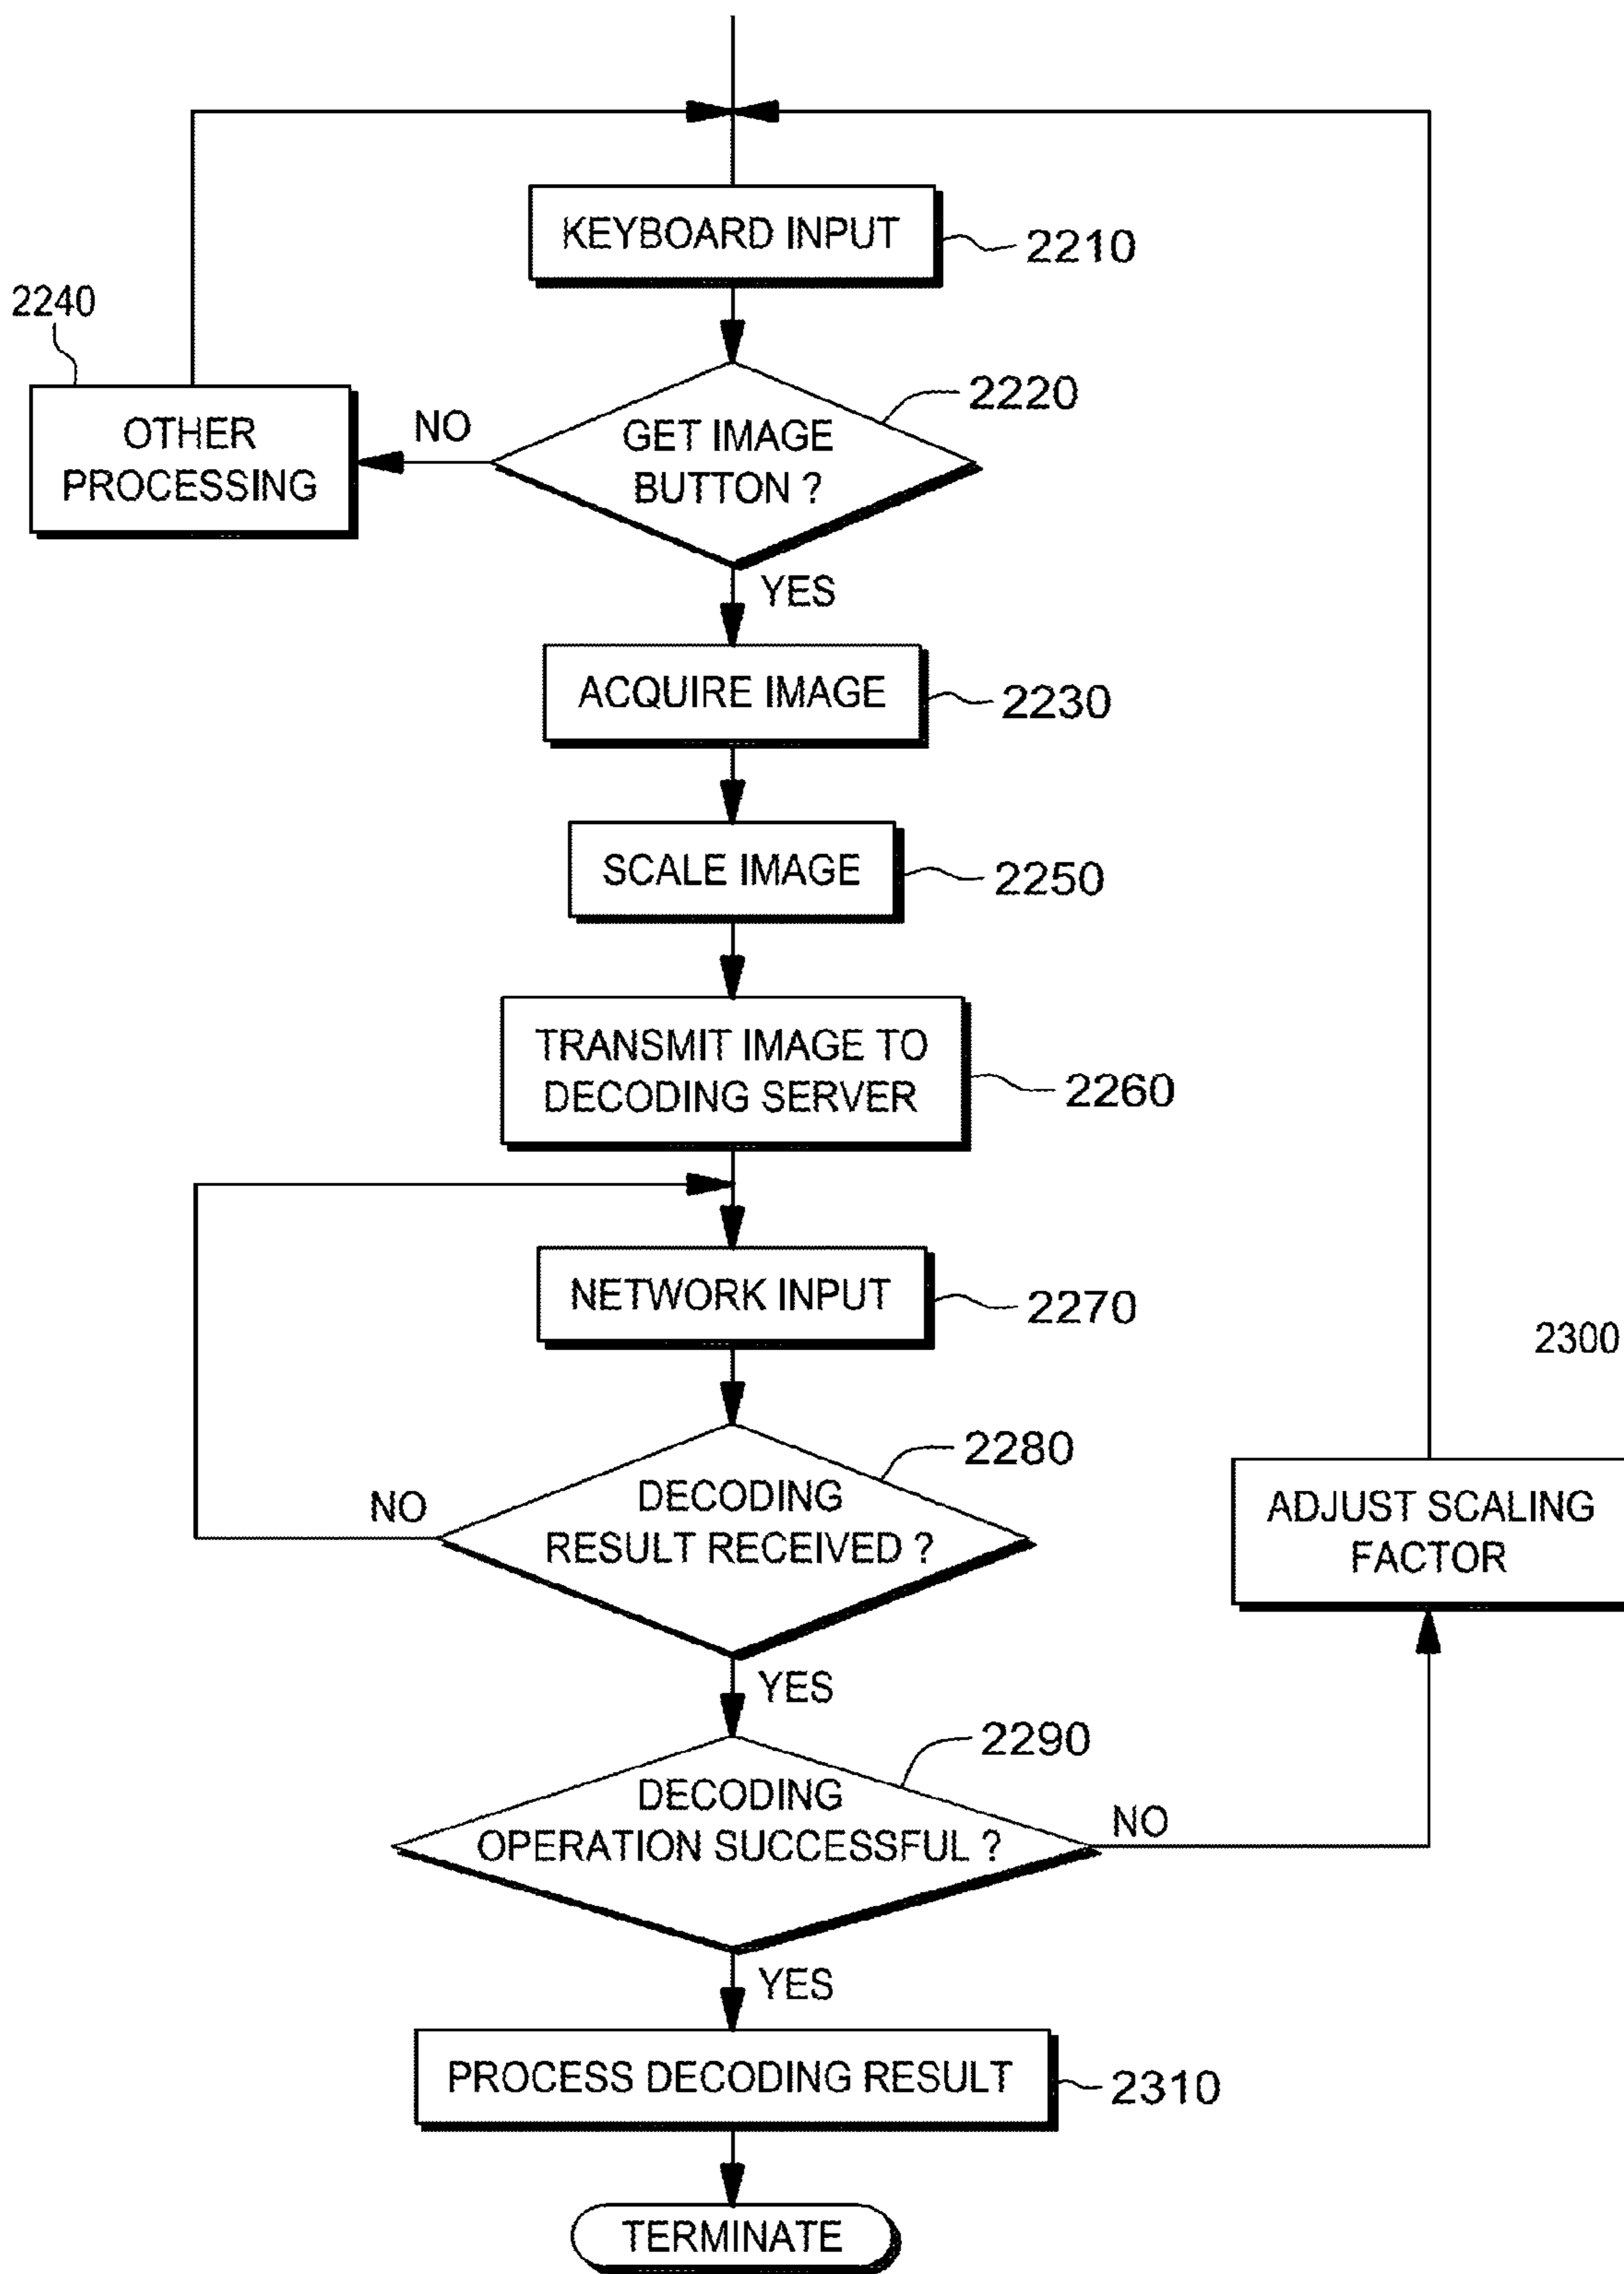 KEYBOARD INPUT
2210
2240
OTHER
PROCESSING
NO
GET IMAGE
BUTTON ?
2220
YES
ACQUIRE IMAGE
2230
SCALE IMAGE
2250
TRANSMIT IMAGE TO
DECODING SERVER
2260
NETWORK INPUT
2270
2300
NO
DECODING
RESULT RECEIVED ?
2280
ADJUST SCALING
FACTOR
YES
DECODING
OPERATION SUCCESSFUL ?
2290
NO
YES
PROCESS DECODING RESULT
2310
TERMINATE